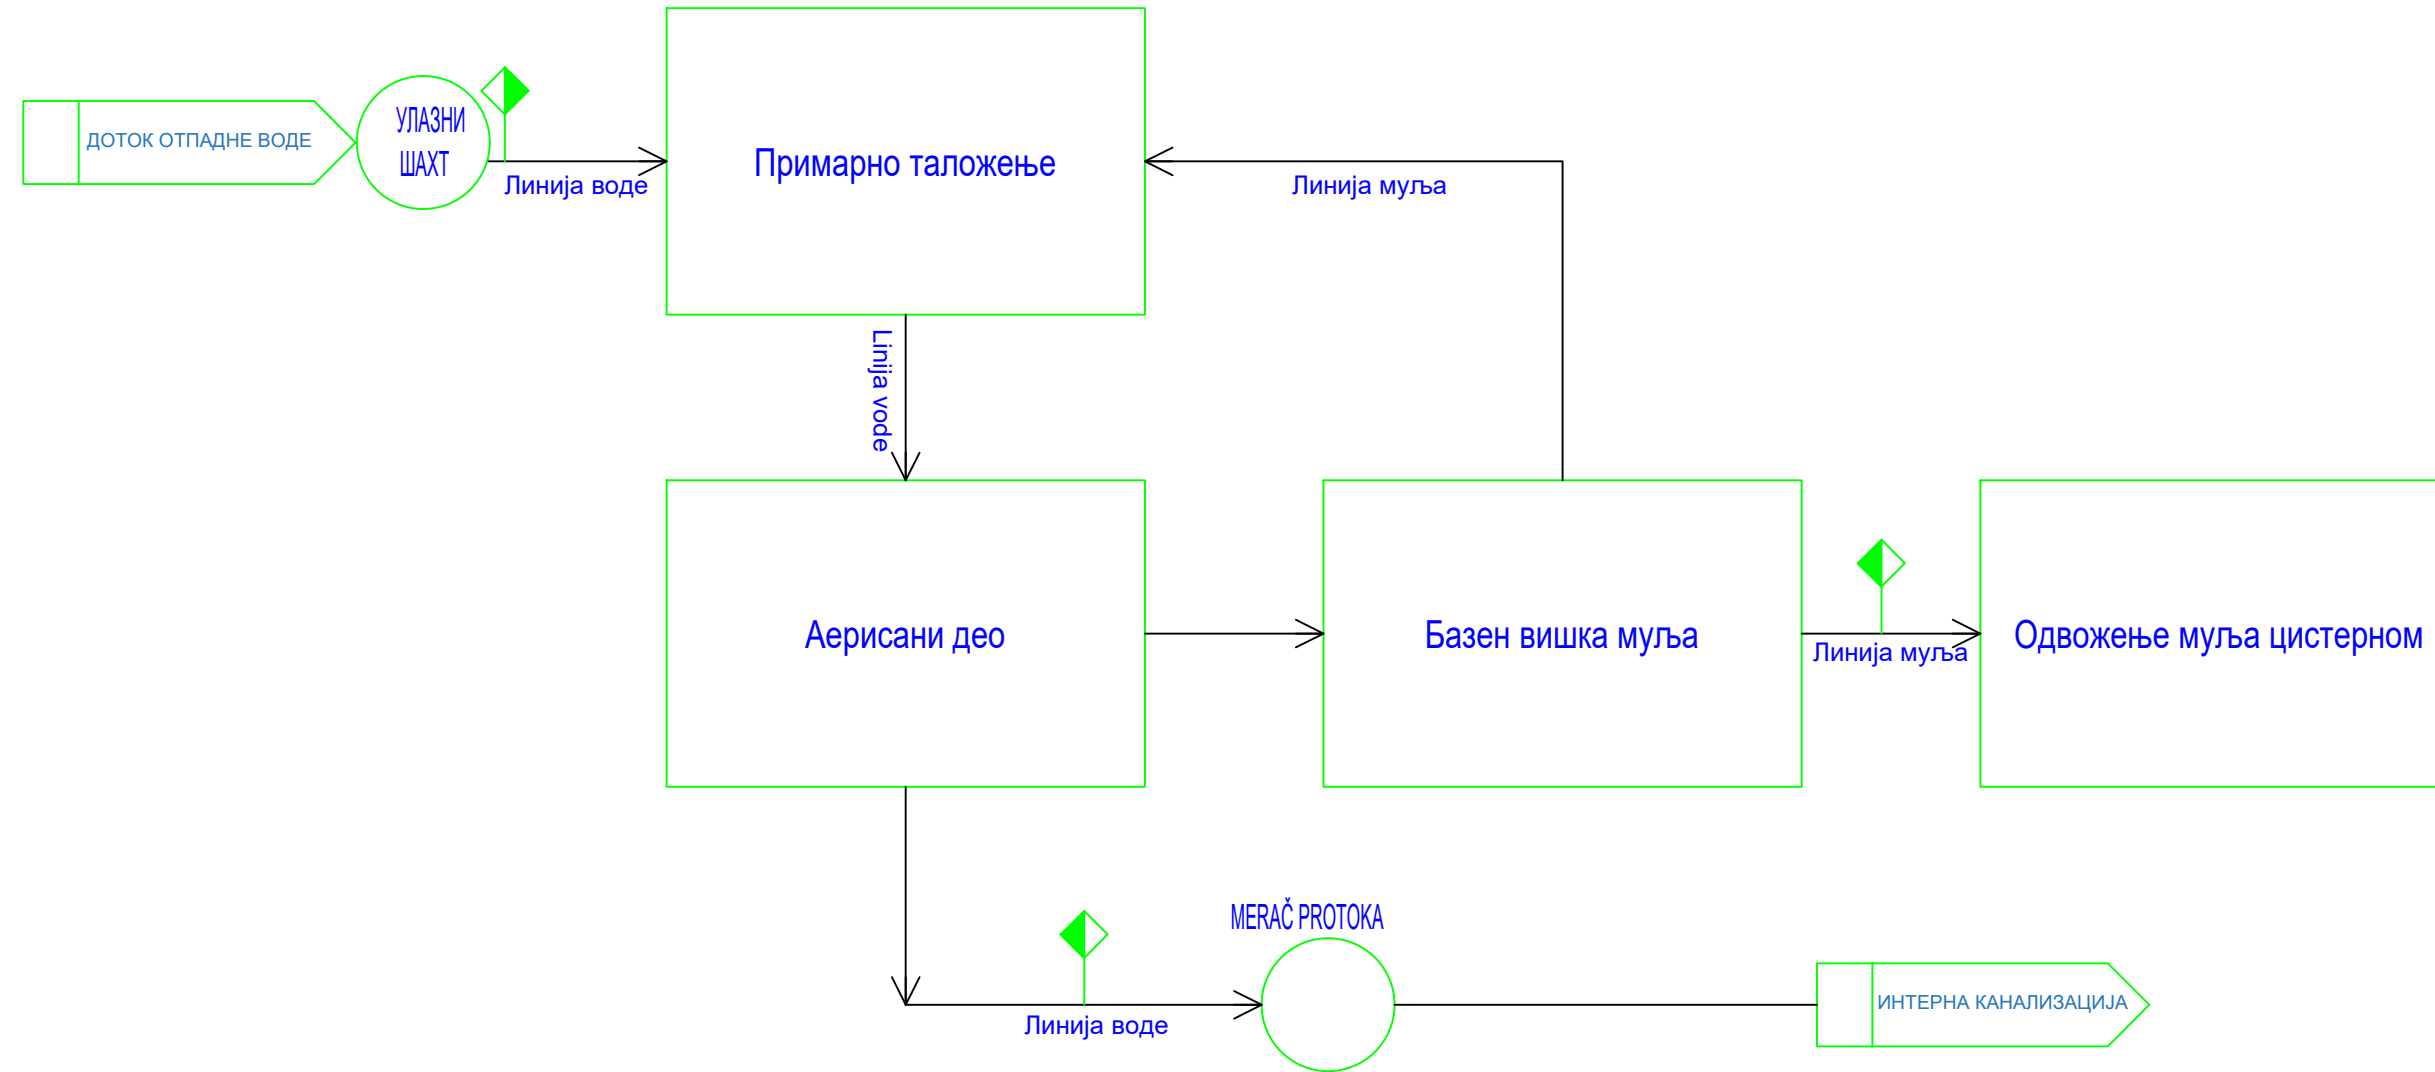 ДОТОК ОТПАДНЕ ВОДЕ
УЛАЗНИ
ШАХТ
Линија воде
Примарно таложење
Линија муља
Linija vode
Аерисани део
Базен вишка муља
Линија муља
Одвожење муља цистерном
MERAČ PROTOKA
Линија воде
ИНТЕРНА КАНАЛИЗАЦИЈА